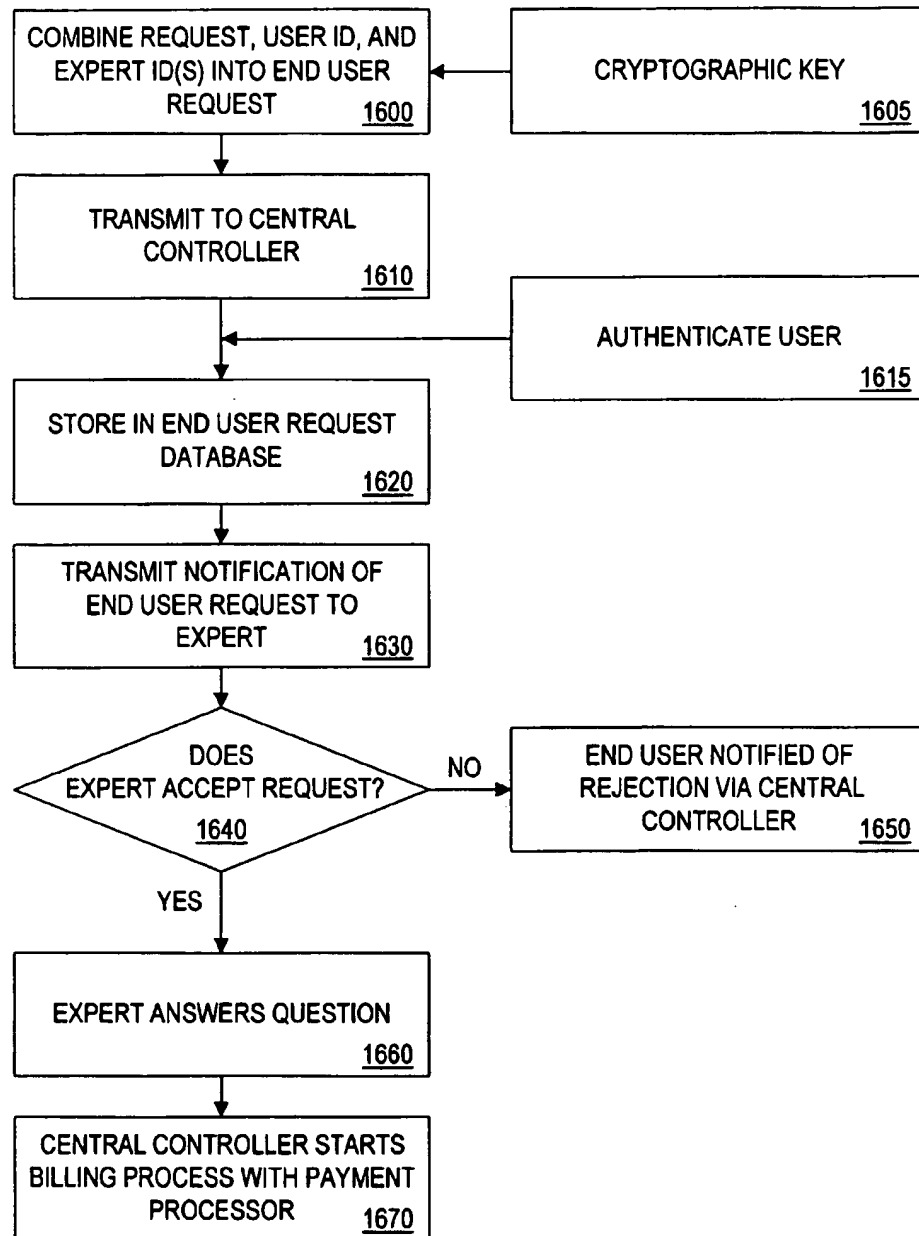 COMBINE REQUEST, USER ID, AND
EXPERT ID(S) INTO END USER
REQUEST
1600
CRYPTOGRAPHIC KEY
1605
TRANSMIT TO CENTRAL
CONTROLLER
1610
AUTHENTICATE USER
1615
STORE IN END USER REQUEST
DATABASE
1620
TRANSMIT NOTIFICATION OF
END USER REQUEST TO
EXPERT
1630
DOES
EXPERT ACCEPT REQUEST?
1640
NO
END USER NOTIFIED OF
REJECTION VIA CENTRAL
CONTROLLER
1650
YES
EXPERT ANSWERS QUESTION
1660
CENTRAL CONTROLLER STARTS
BILLING PROCESS WITH PAYMENT
PROCESSOR
1670